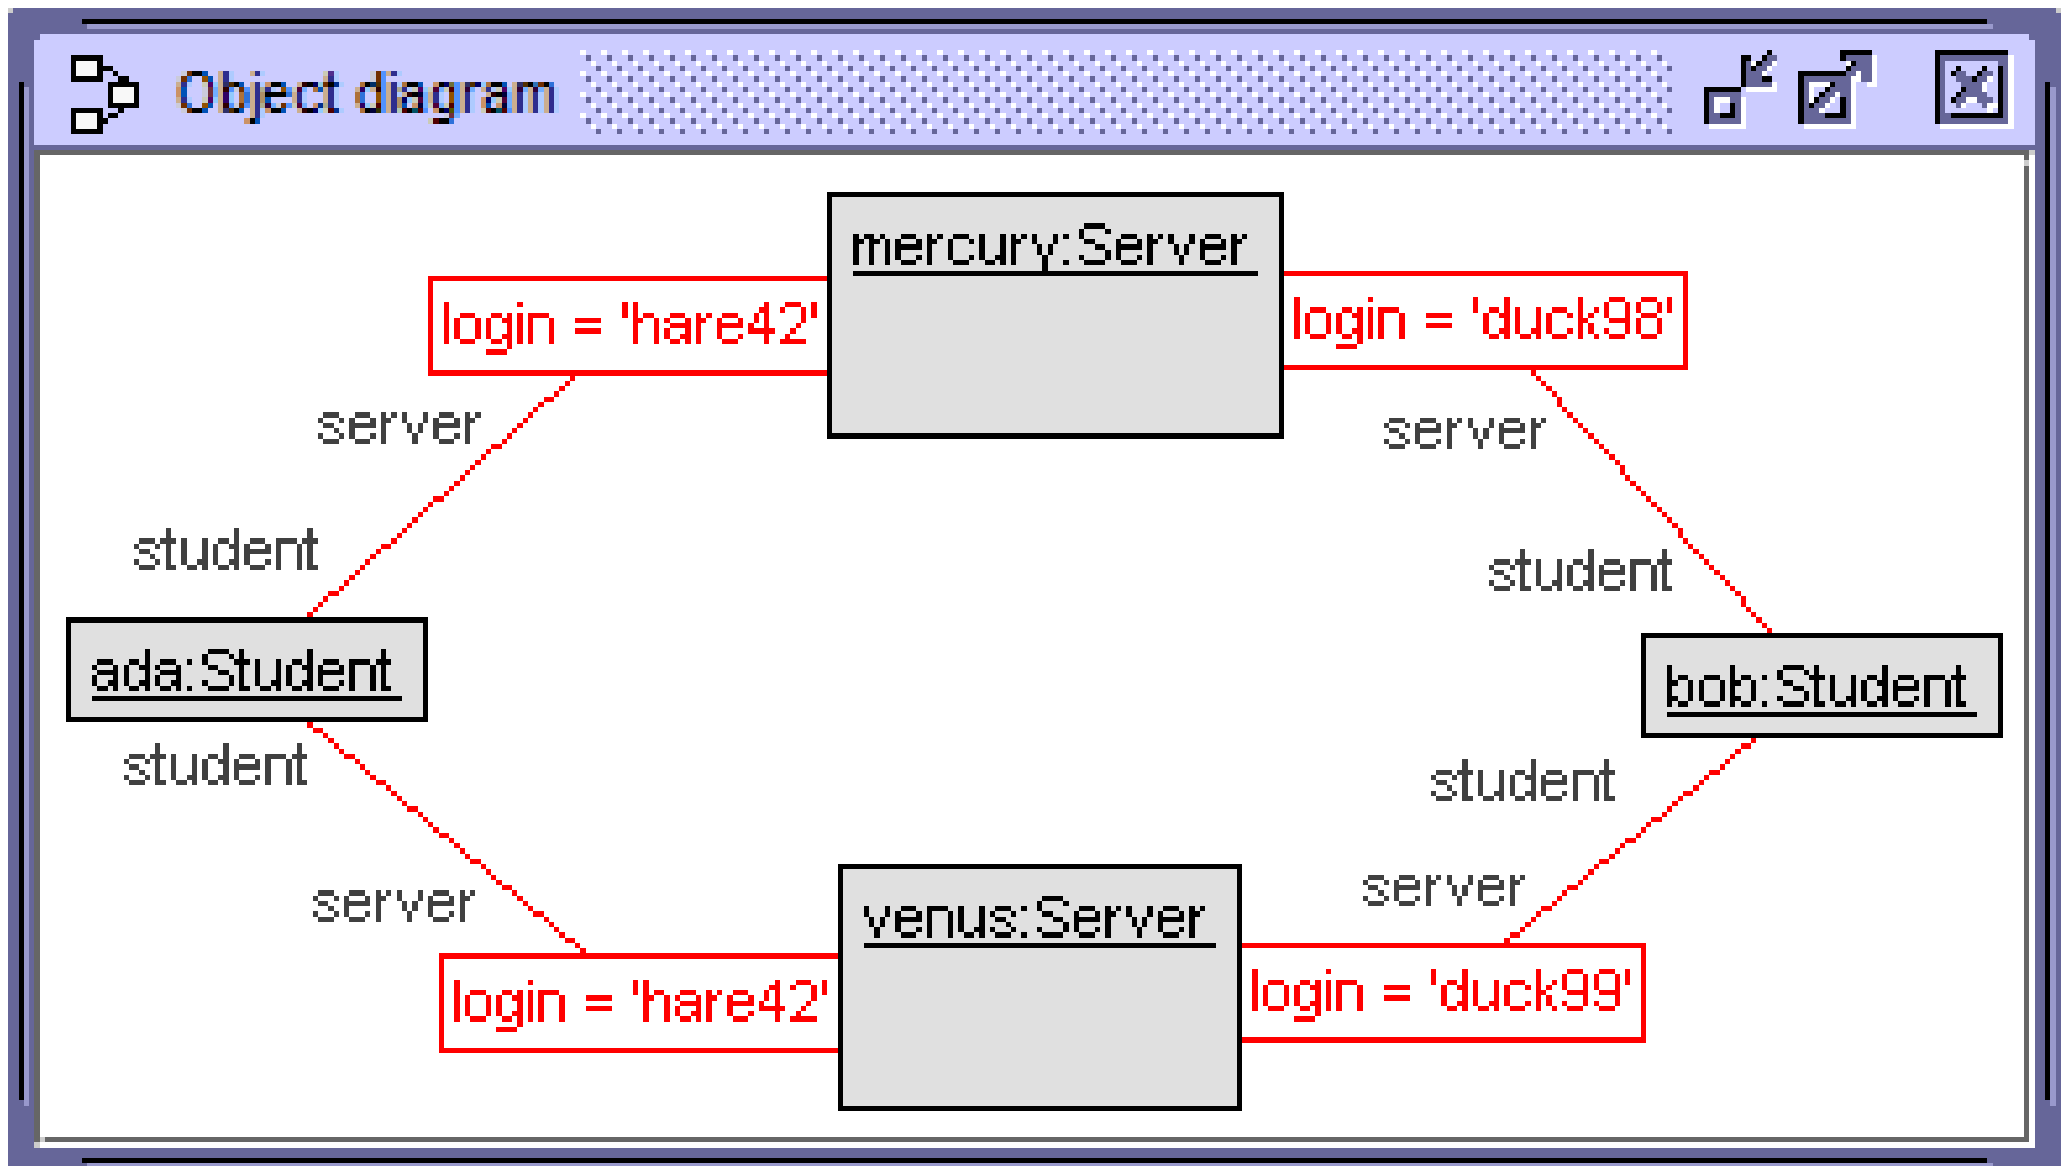 Object diagram
mercury:Server
login = 'hare42'
login = 'duck98'
server
server
student
student
ada:Student
bob:Student
student
student
server
server
venus:Server
login = 'hare42'
login = 'duck99'